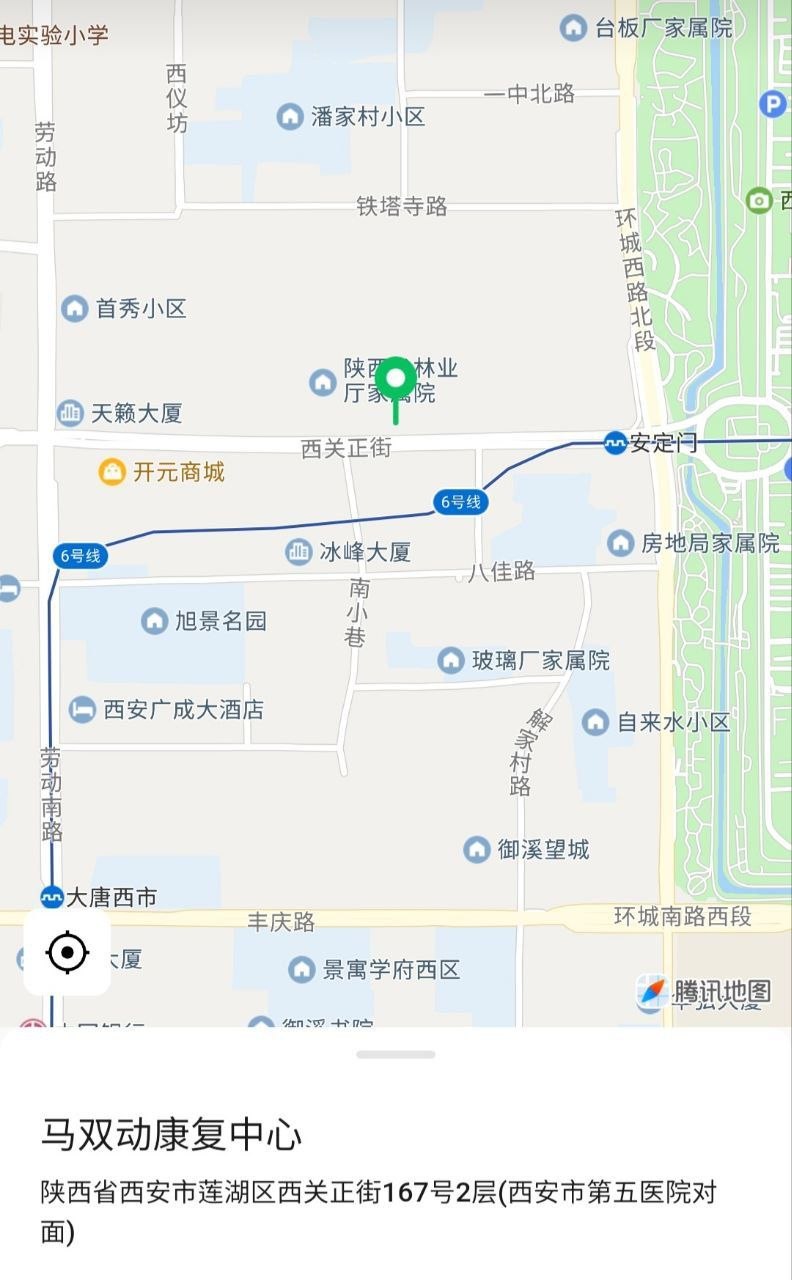 电实验小学
台板厂家属院
西仪坊
一中北路
潘家村小区
劳动路
铁塔寺路
西
环城西路北段
首秀小区
陕西 林业
厅家属院
天籁大厦
西关正街
安定门
开元商城
6号线
房地局家属院
6号线
冰峰大厦
八佳路
南小巷
旭景名园
玻璃厂家属院
西安广成大酒店
解家村路
自来水小区
劳动南路
御溪望城
大唐西市
丰庆路
环城南路西段
大厦
景寓学府西区
腾讯地图
御溪书院
马双动康复中心
陕西省西安市莲湖区西关正街167号2层(西安市第五医院对
面)